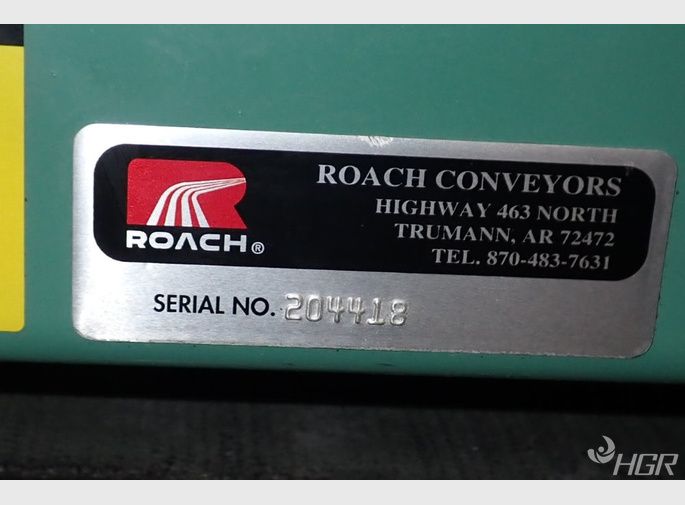 ROACH CONVEYORS
HIGHWAY 463 NORTH
TRUMANN, AR 72472
TEL. 870-483-7631
ROACH®
SERIAL NO. 204418
HGR